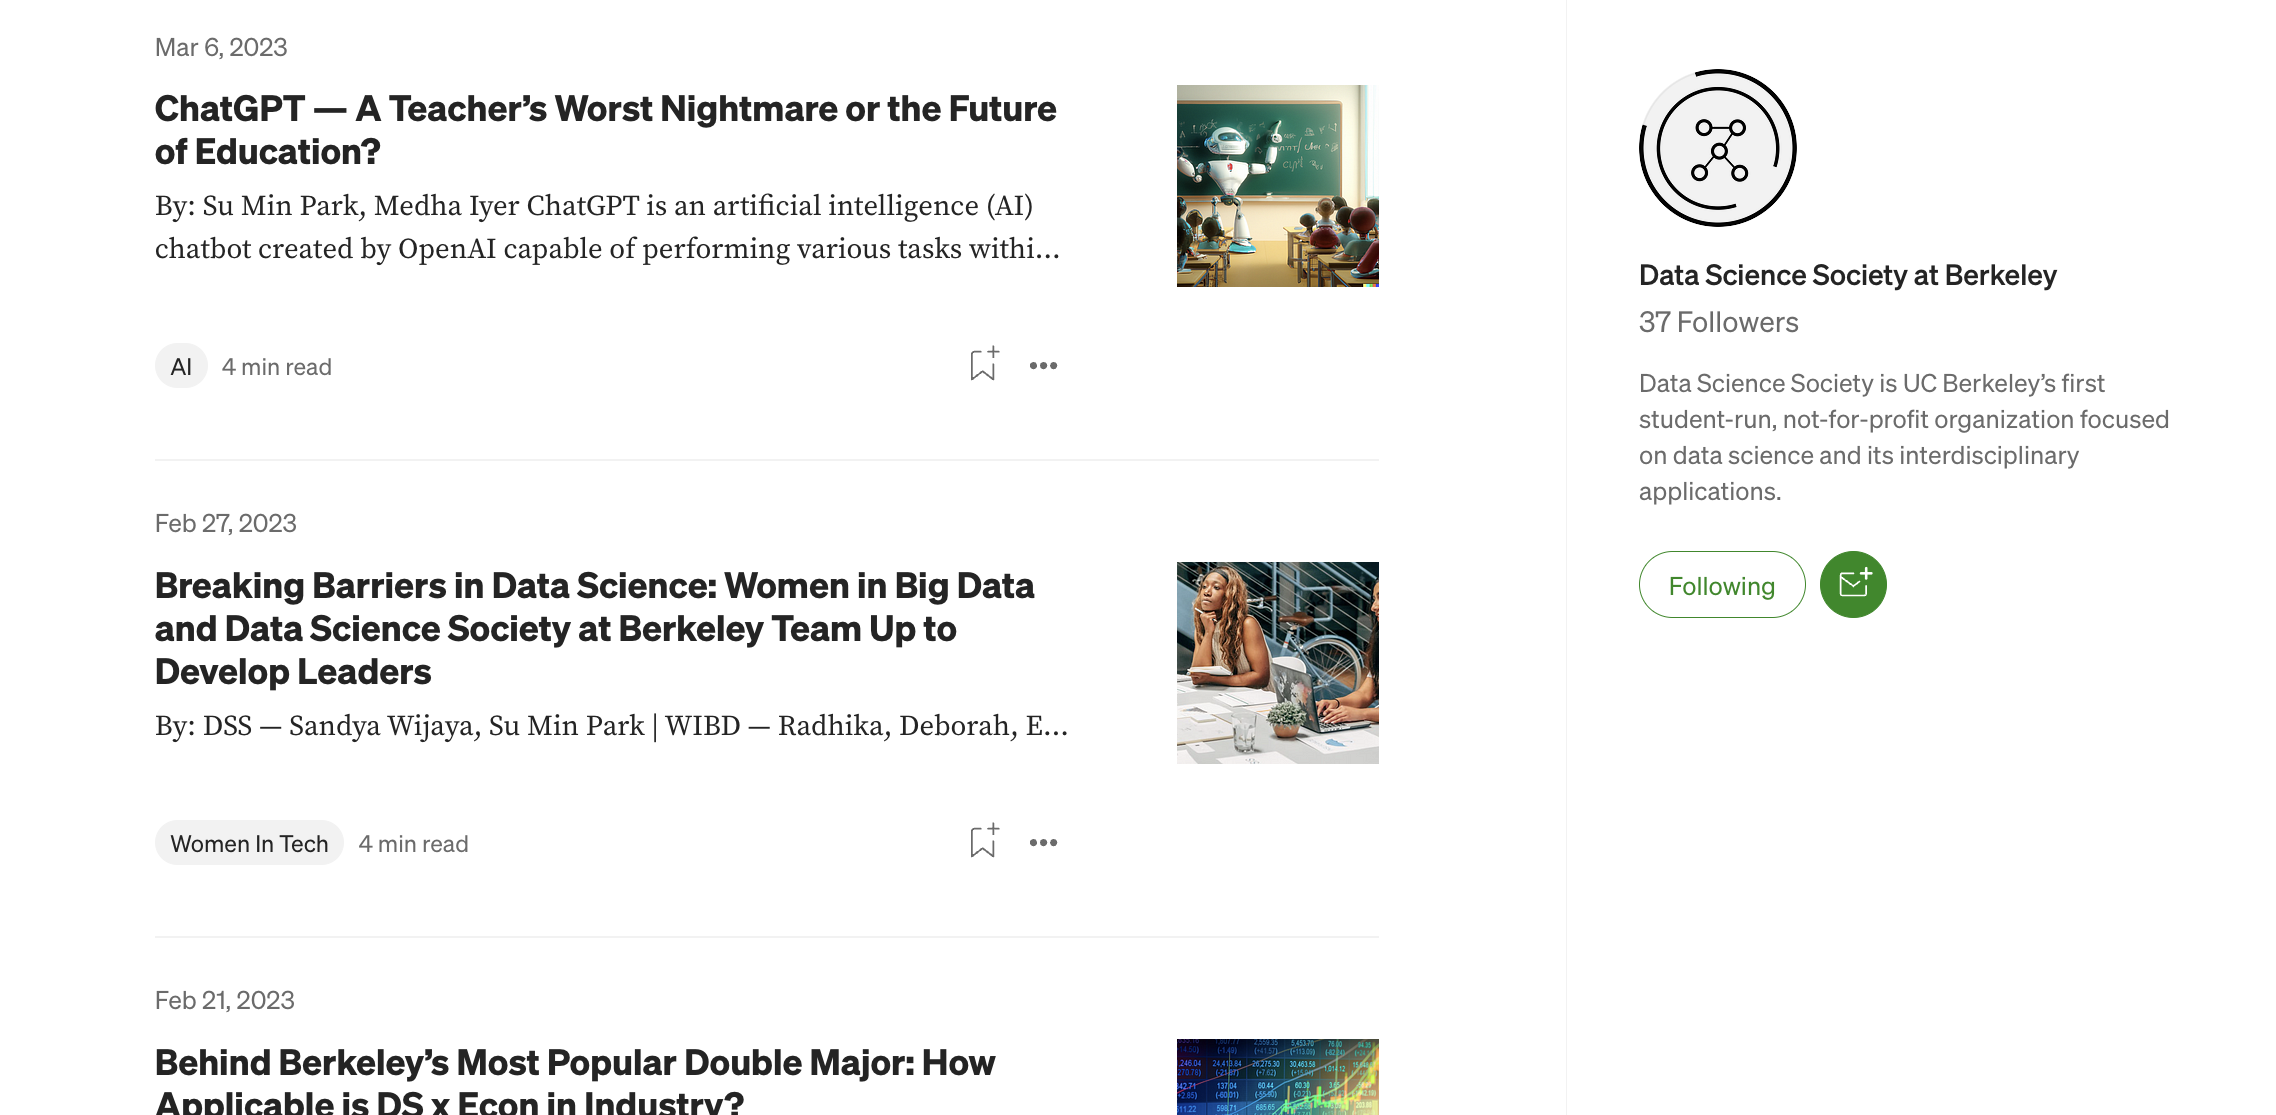 Mar 6, 2023
ChatGPT — A Teacher’s Worst Nightmare or the Future
of Education?
By: Su Min Park, Medha Iyer ChatGPT is an artificial intelligence (AI)
chatbot created by OpenAI capable of performing various tasks withi...
AI 4 min read
Feb 27, 2023
Breaking Barriers in Data Science: Women in Big Data
and Data Science Society at Berkeley Team Up to
Develop Leaders
By: DSS — Sandya Wijaya, Su Min Park | WIBD — Radhika, Deborah, E...
Women In Tech 4 min read
Feb 21, 2023
Behind Berkeley’s Most Popular Double Major: How
Applicable is DS x Econ in Industry?
Data Science Society at Berkeley
37 Followers
Data Science Society is UC Berkeley’s first
student-run, not-for-profit organization focused
on data science and its interdisciplinary
applications.
Following